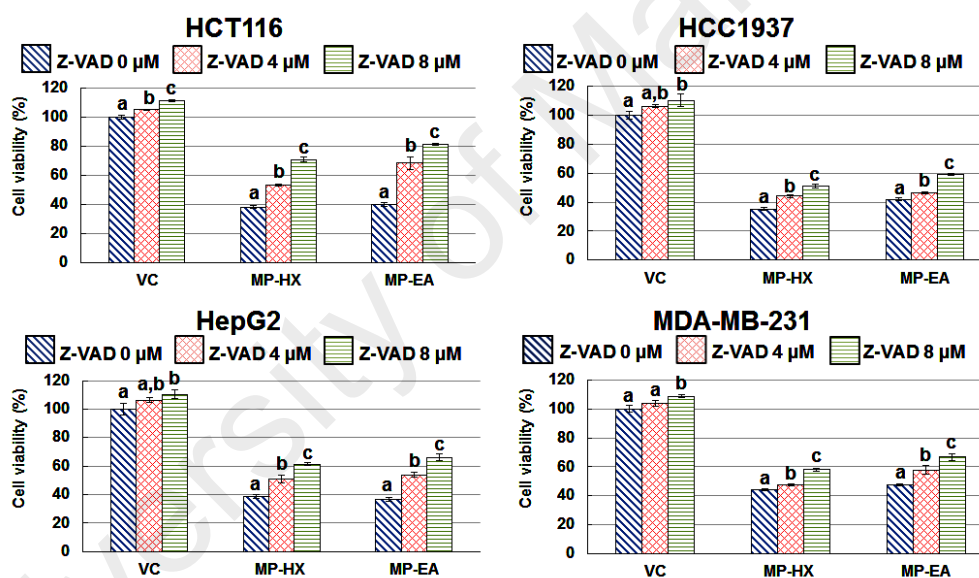 HCT116
Z-VAD 0 µM Z-VAD 4 µM Z-VAD 8 µM
Cell viability (%)
120
100
80
60
40
20
0
a b c
a b c
a b c
VC MP-HX MP-EA
HCC1937
Z-VAD 0 µM Z-VAD 4 µM Z-VAD 8 µM
Cell viability (%)
120
100
80
60
40
20
0
a a,b b
a b c
a b c
VC MP-HX MP-EA
HepG2
Z-VAD 0 µM Z-VAD 4 µM Z-VAD 8 µM
Cell viability (%)
120
100
80
60
40
20
0
a a,b b
a b c
a b c
VC MP-HX MP-EA
MDA-MB-231
Z-VAD 0 µM Z-VAD 4 µM Z-VAD 8 µM
Cell viability (%)
120
100
80
60
40
20
0
a a b
a b c
a b c
VC MP-HX MP-EA